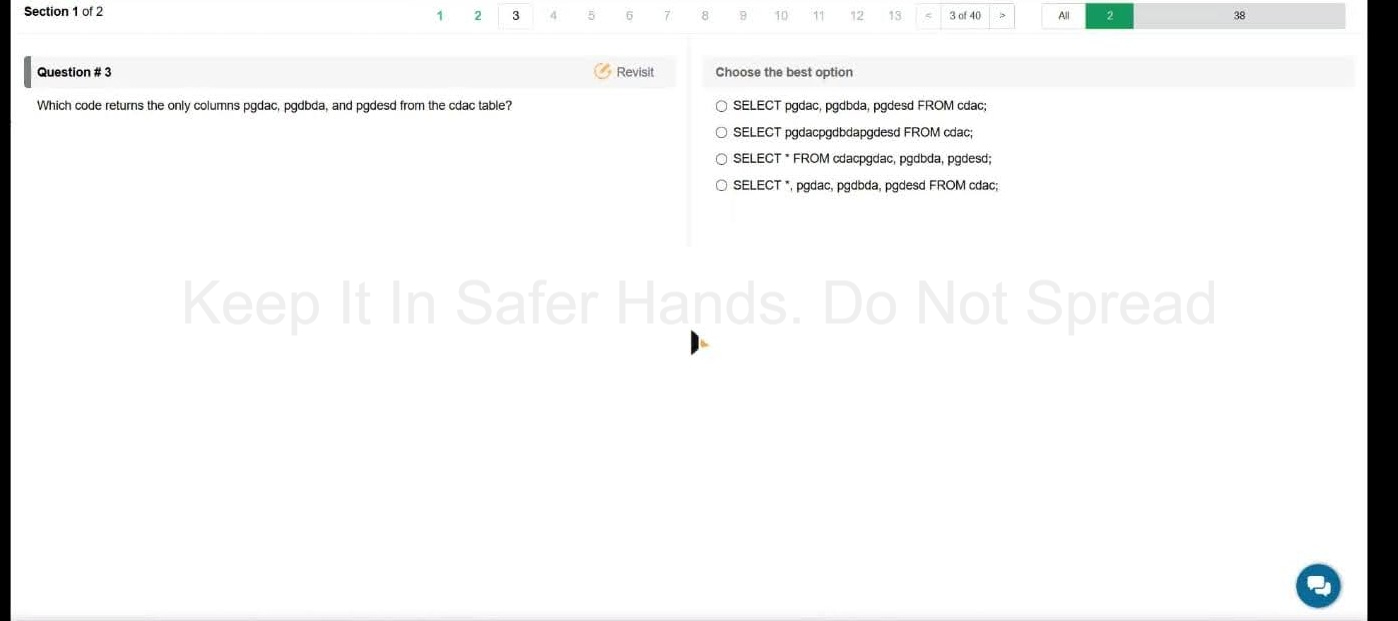 Section 1 of 2
1 2 3 4 5 6 7 8 9 10 11 12 13 < 3 of 40 > All 2 38
Question # 3
Revisit
Which code returns the only columns pgdac, pgdbda, and pgdesd from the cdac table?
Choose the best option
SELECT pgdac, pgdbda, pgdesd FROM cdac;
SELECT pgdacpgdbdapgdesd FROM cdac;
SELECT * FROM cdacpgdac, pgdbda, pgdesd;
SELECT *, pgdac, pgdbda, pgdesd FROM cdac;
Keep It In Safer Hands. Do Not Spread